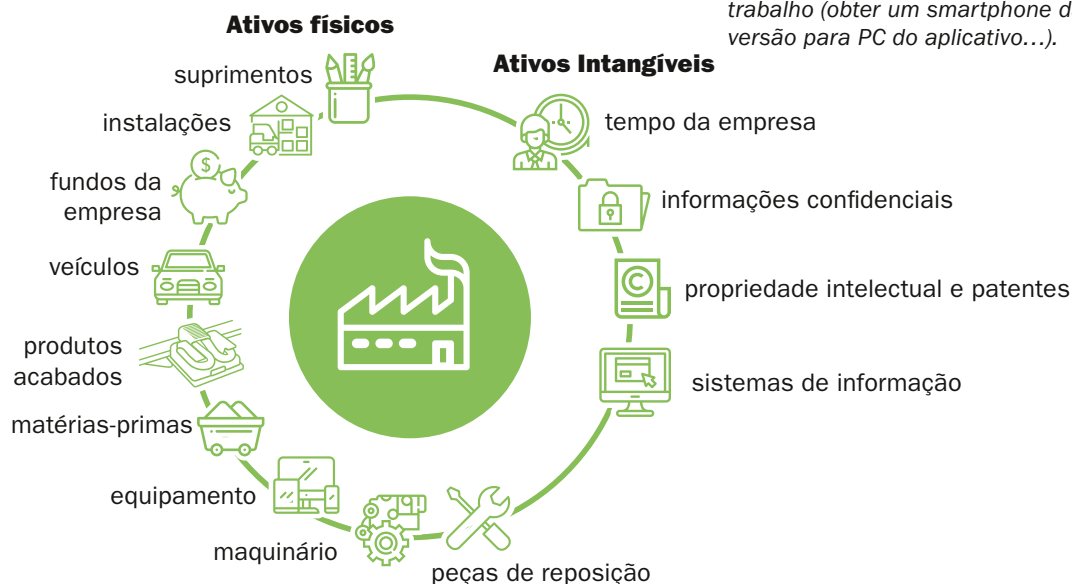 trabalho (obter um smartphone d
versão para PC do aplicativo…).
Ativos físicos
suprimentos
instalações
fundos da
empresa
veículos
produtos
acabados
matérias-primas
equipamento
maquinário
peças de reposição
Ativos Intangíveis
tempo da empresa
informações confidenciais
propriedade intelectual e patentes
sistemas de informação